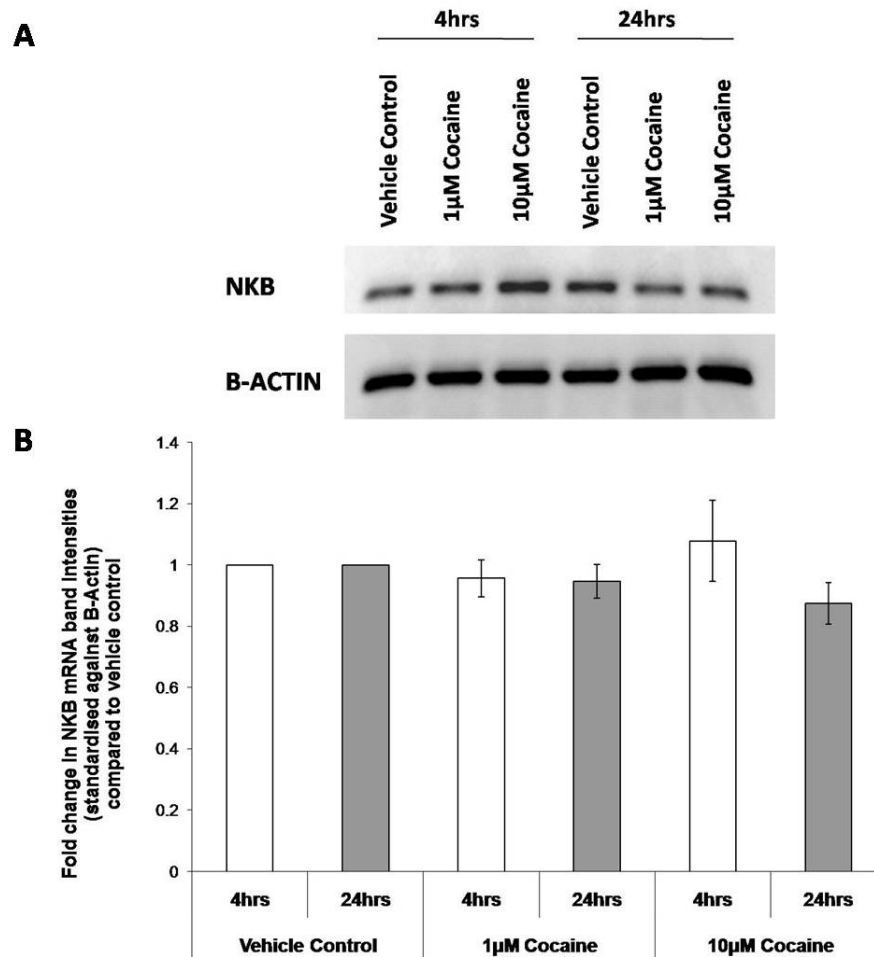 A
4hrs 24hrs
Vehicle Control
1µM Cocaine
10µM Cocaine
Vehicle Control
1µM Cocaine
10µM Cocaine
NKB
B-ACTIN
B
Fold change in NKB mRNA band intensities
(standardised against B-Actin)
compared to vehicle control
1.4
1.2
1
0.8
0.6
0.4
0.2
0
4hrs 24hrs 4hrs 24hrs 4hrs 24hrs
Vehicle Control 1µM Cocaine 10µM Cocaine